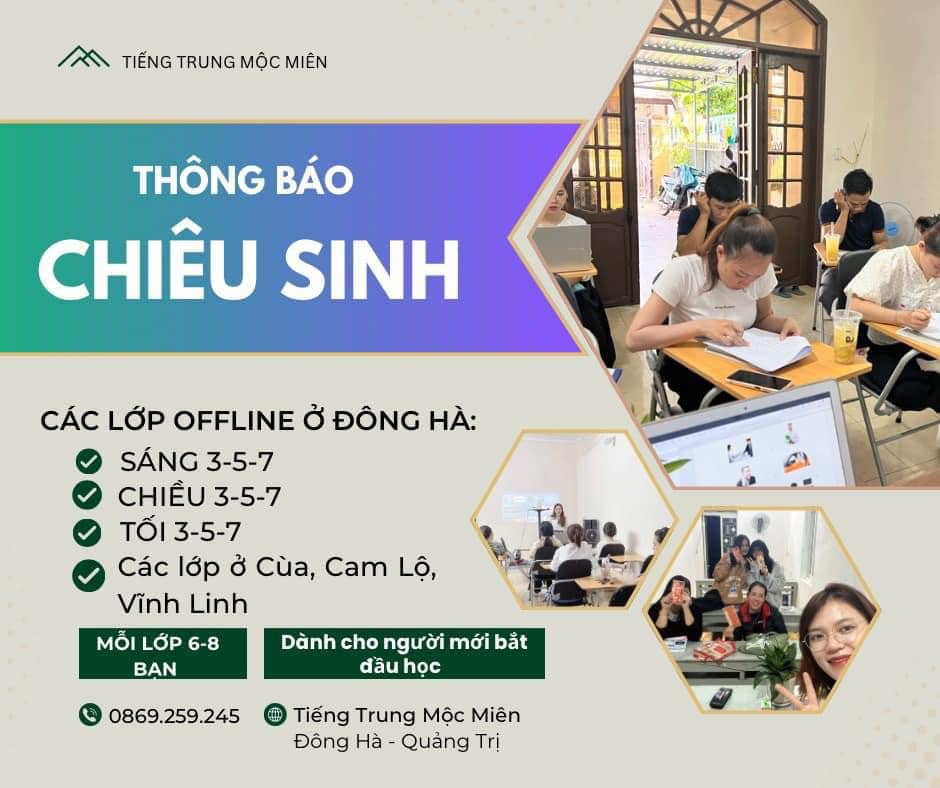 TIẾNG TRUNG MỘC MIÊN
THÔNG BÁO
CHIÊU SINH
CÁC LỚP OFFLINE Ở ĐÔNG HÀ:
SÁNG 3-5-7
CHIỀU 3-5-7
TỐI 3-5-7
Các lớp ở Cùa, Cam Lộ,
Vĩnh Linh
MỖI LỚP 6-8
BẠN
Dành cho người mới bắt
đầu học
0869.259.245
Tiếng Trung Mộc Miên
Đông Hà - Quảng Trị